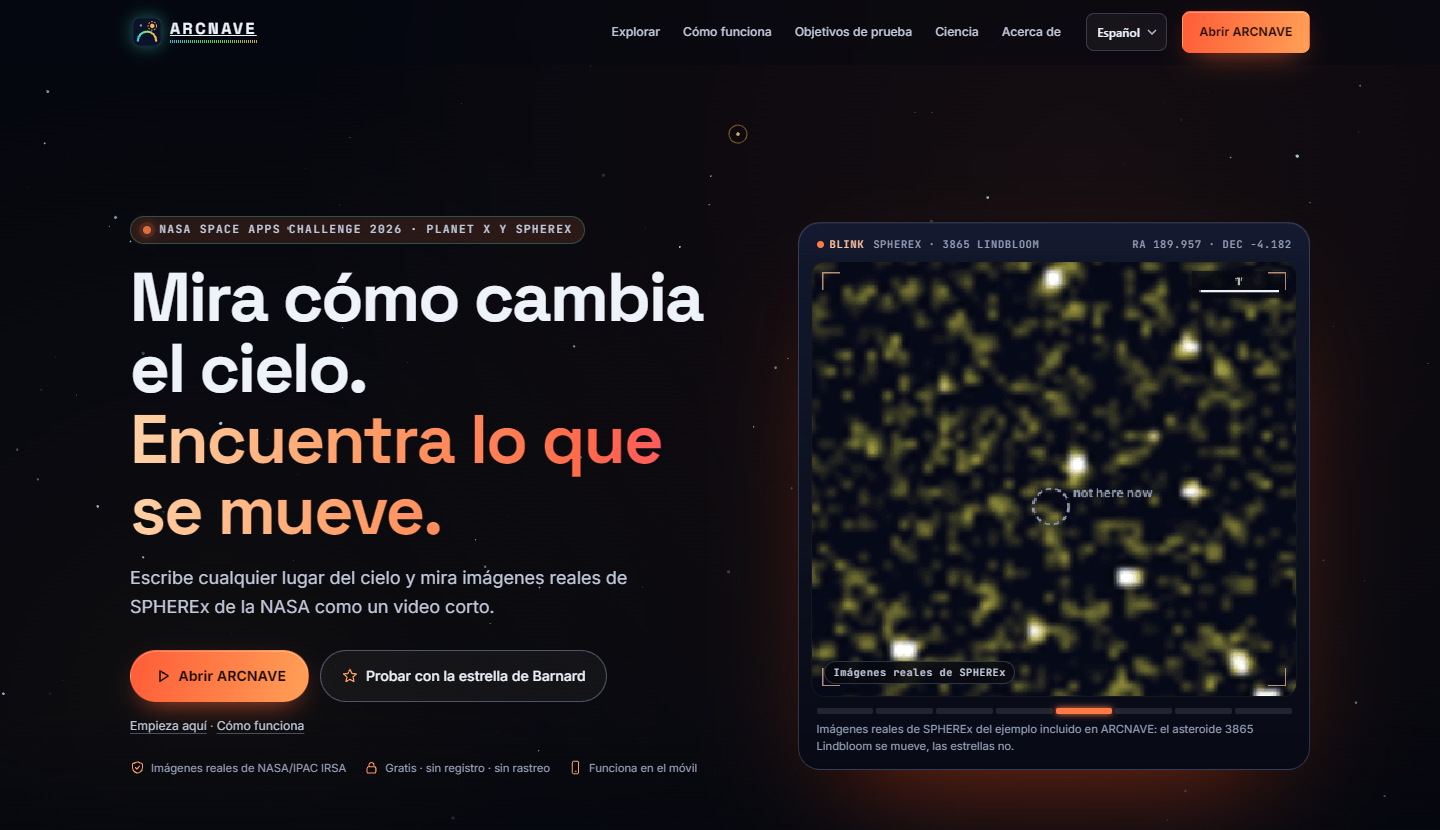 ARCNAVE
Explorar
Cómo funciona
Objetivos de prueba
Ciencia
Acerca de
Español
Abrir ARCNAVE
NASA SPACE APPS CHALLENGE 2026 · PLANET X Y SPHEREX
Mira cómo cambia
el cielo.
Encuentra lo que
se mueve.
Escribe cualquier lugar del cielo y mira imágenes reales de
SPHEREx de la NASA como un video corto.
Abrir ARCNAVE
Probar con la estrella de Barnard
Empieza aquí · Cómo funciona
Imágenes reales de NASA/IPAC IRSA
Gratis · sin registro · sin rastreo
Funciona en el móvil
BLINK SPHEREX · 3865 LINDBLOOM
RA 189.957 · DEC -4.182
1'
not here now
Imágenes reales de SPHEREx
Imágenes reales de SPHEREx del ejemplo incluido en ARCNAVE: el asteroide 3865
Lindbloom se mueve, las estrellas no.